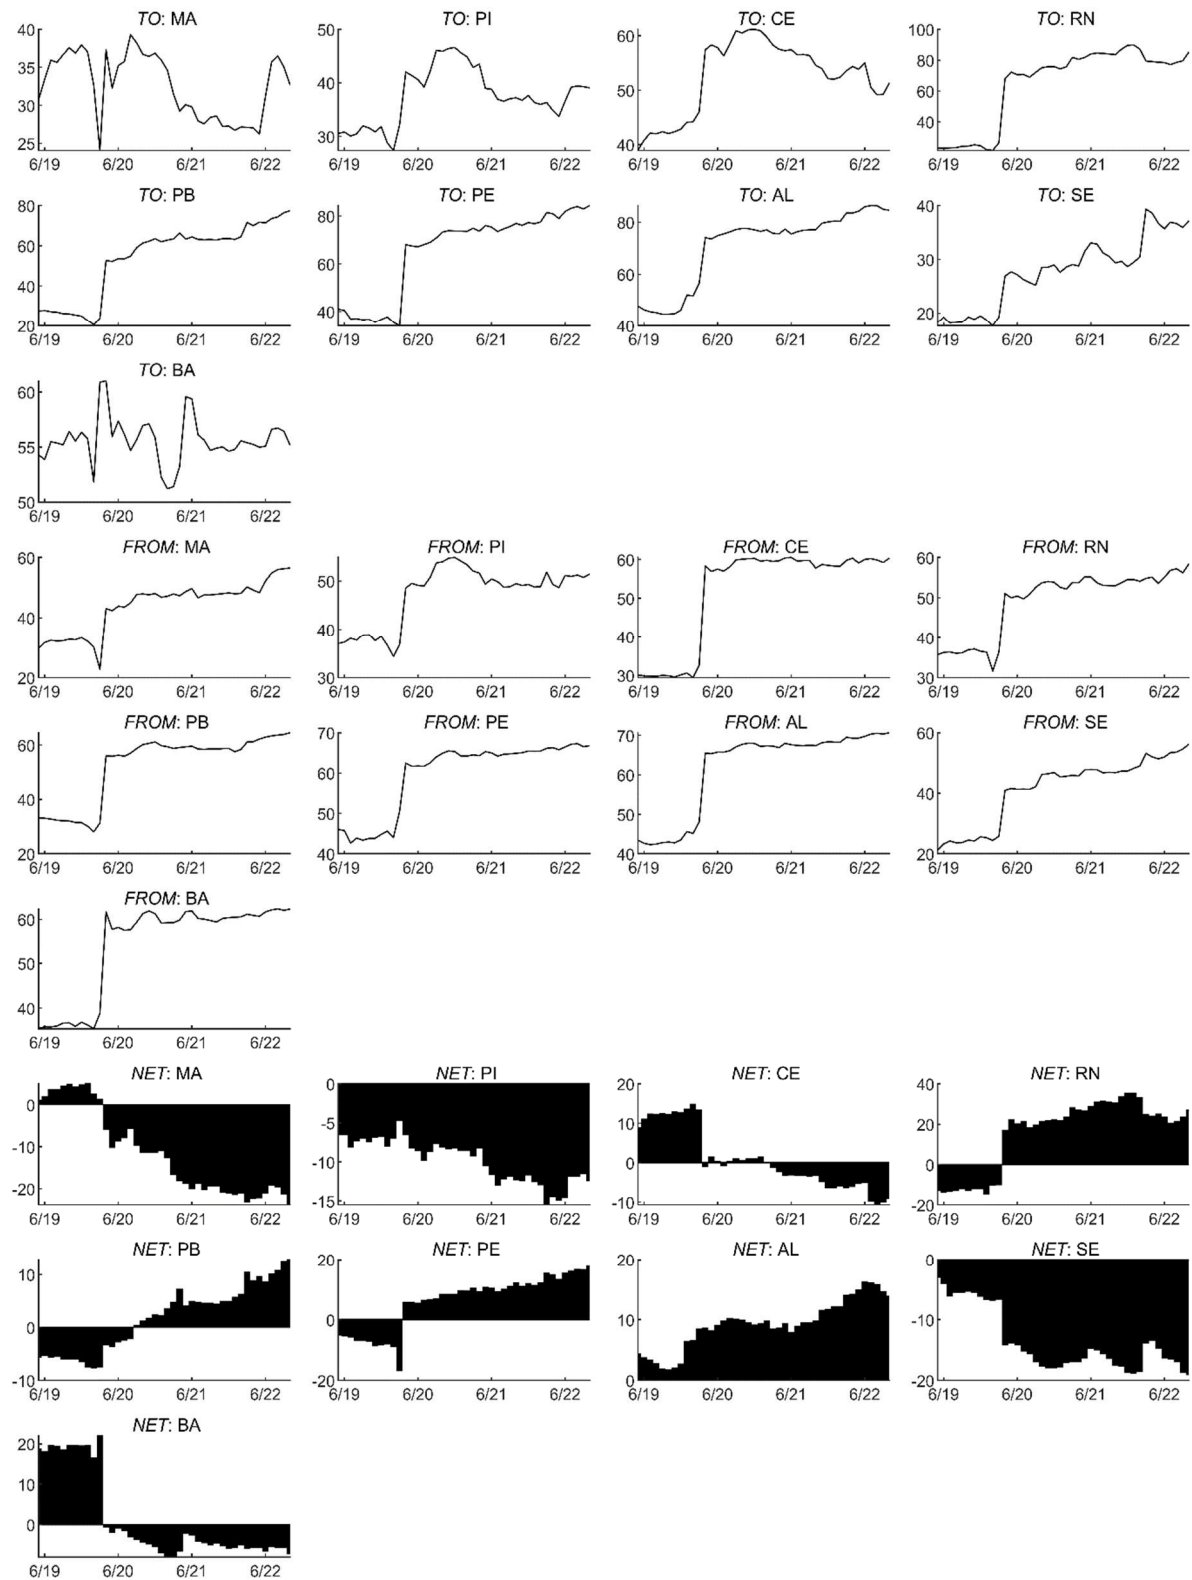 TO: MA TO: PI TO: CE TO: RN
40 50 60 100
35 40 50 80
30 30 40 60
25 40
6/19 6/20 6/21 6/22 6/19 6/20 6/21 6/22 6/19 6/20 6/21 6/22 6/19 6/20 6/21 6/22
TO: PB TO: PE TO: AL TO: SE
80 80 80 40
60 60 60 30
40 40 40 20
20
6/19 6/20 6/21 6/22 6/19 6/20 6/21 6/22 6/19 6/20 6/21 6/22 6/19 6/20 6/21 6/22
TO: BA
60
55
50
6/19 6/20 6/21 6/22
FROM: MA FROM: PI FROM: CE FROM: RN
60 50 60 60
40 40 50 50
20 30 40 40
30 30
6/19 6/20 6/21 6/22 6/19 6/20 6/21 6/22 6/19 6/20 6/21 6/22 6/19 6/20 6/21 6/22
FROM: PB FROM: PE FROM: AL FROM: SE
60 70 70 60
40 60 60 40
20 50 50 20
40 40
6/19 6/20 6/21 6/22 6/19 6/20 6/21 6/22 6/19 6/20 6/21 6/22 6/19 6/20 6/21 6/22
FROM: BA
60
40
6/19 6/20 6/21 6/22
NET: MA NET: PI NET: CE NET: RN
0 0 20 40
-10 -5 10 20
-20 -10 0 0
-15 -10 -20
6/19 6/20 6/21 6/22 6/19 6/20 6/21 6/22 6/19 6/20 6/21 6/22 6/19 6/20 6/21 6/22
NET: PB NET: PE NET: AL NET: SE
10 20 20 0
0 0 10 -10
-10 -20 0 -20
6/19 6/20 6/21 6/22 6/19 6/20 6/21 6/22 6/19 6/20 6/21 6/22 6/19 6/20 6/21 6/22
NET: BA
20
10
0
6/19 6/20 6/21 6/22